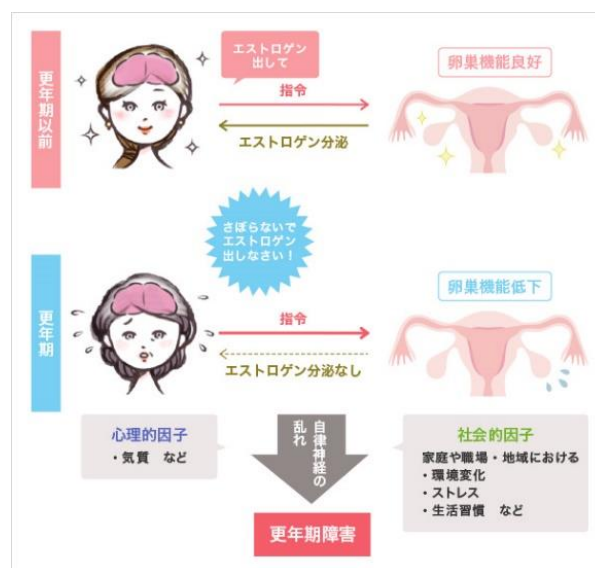 更年期以前
エストロゲン
出して
指令
エストロゲン分泌
卵巣機能良好
さぼらないで
エストロゲン
出しなさい！
更年期
指令
エストロゲン分泌なし
卵巣機能低下
心理的因子
・気質　など
自律神経の
乱れ
社会的因子
家庭や職場・地域における
・環境変化
・ストレス
・生活習慣　など
更年期障害